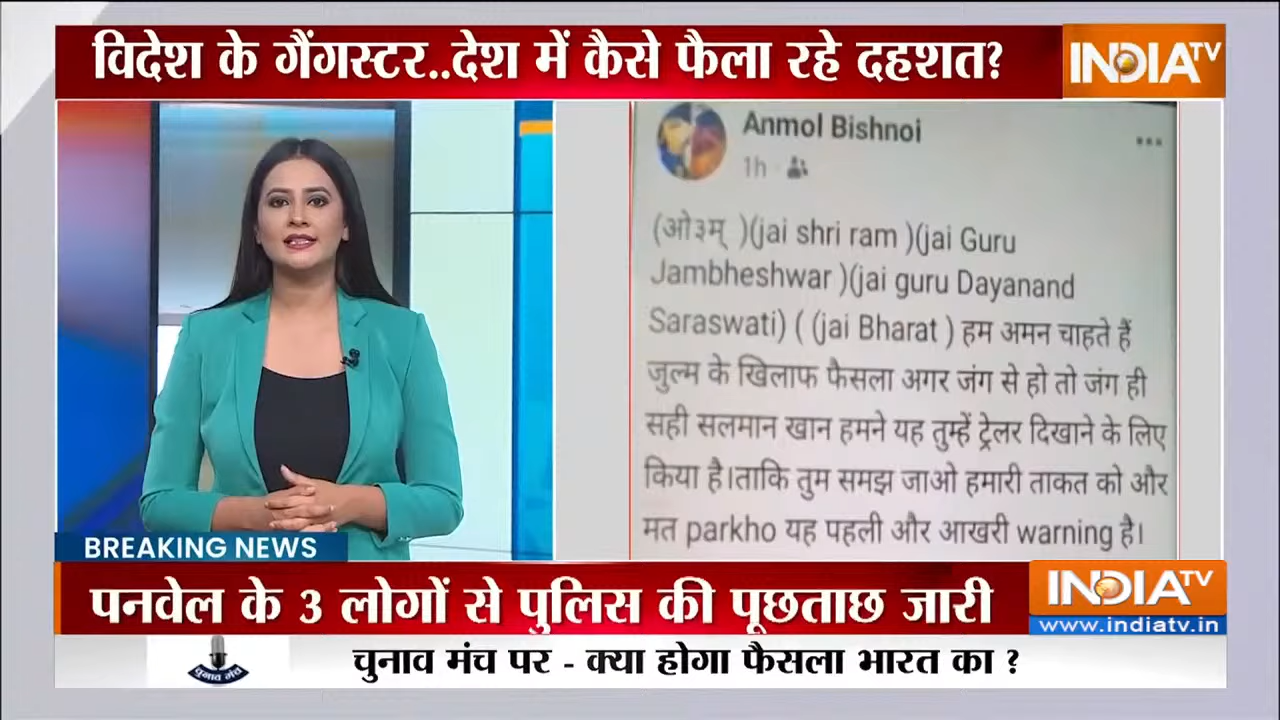 विदेश के गैंगस्टर..देश में कैसे फैला रहे दहशत?
INDIA TV
Anmol Bishnoi
1h
(ओ३म् )(jai shri ram )(jai Guru
Jambheshwar )(jai guru Dayanand
Saraswati) ( (jai Bharat ) हम अमन चाहते हैं
जुल्म के खिलाफ फैसला अगर जंग से हो तो जंग ही
सही सलमान खान हमने यह तुम्हें ट्रेलर दिखाने के लिए
किया है।ताकि तुम समझ जाओ हमारी ताकत को और
मत parkho यह पहली और आखरी warning है।
BREAKING NEWS
पनवेल के 3 लोगों से पुलिस की पूछताछ जारी
INDIA TV
www.indiatv.in
चुनाव मंच
चुनाव मंच पर - क्या होगा फैसला भारत का ?